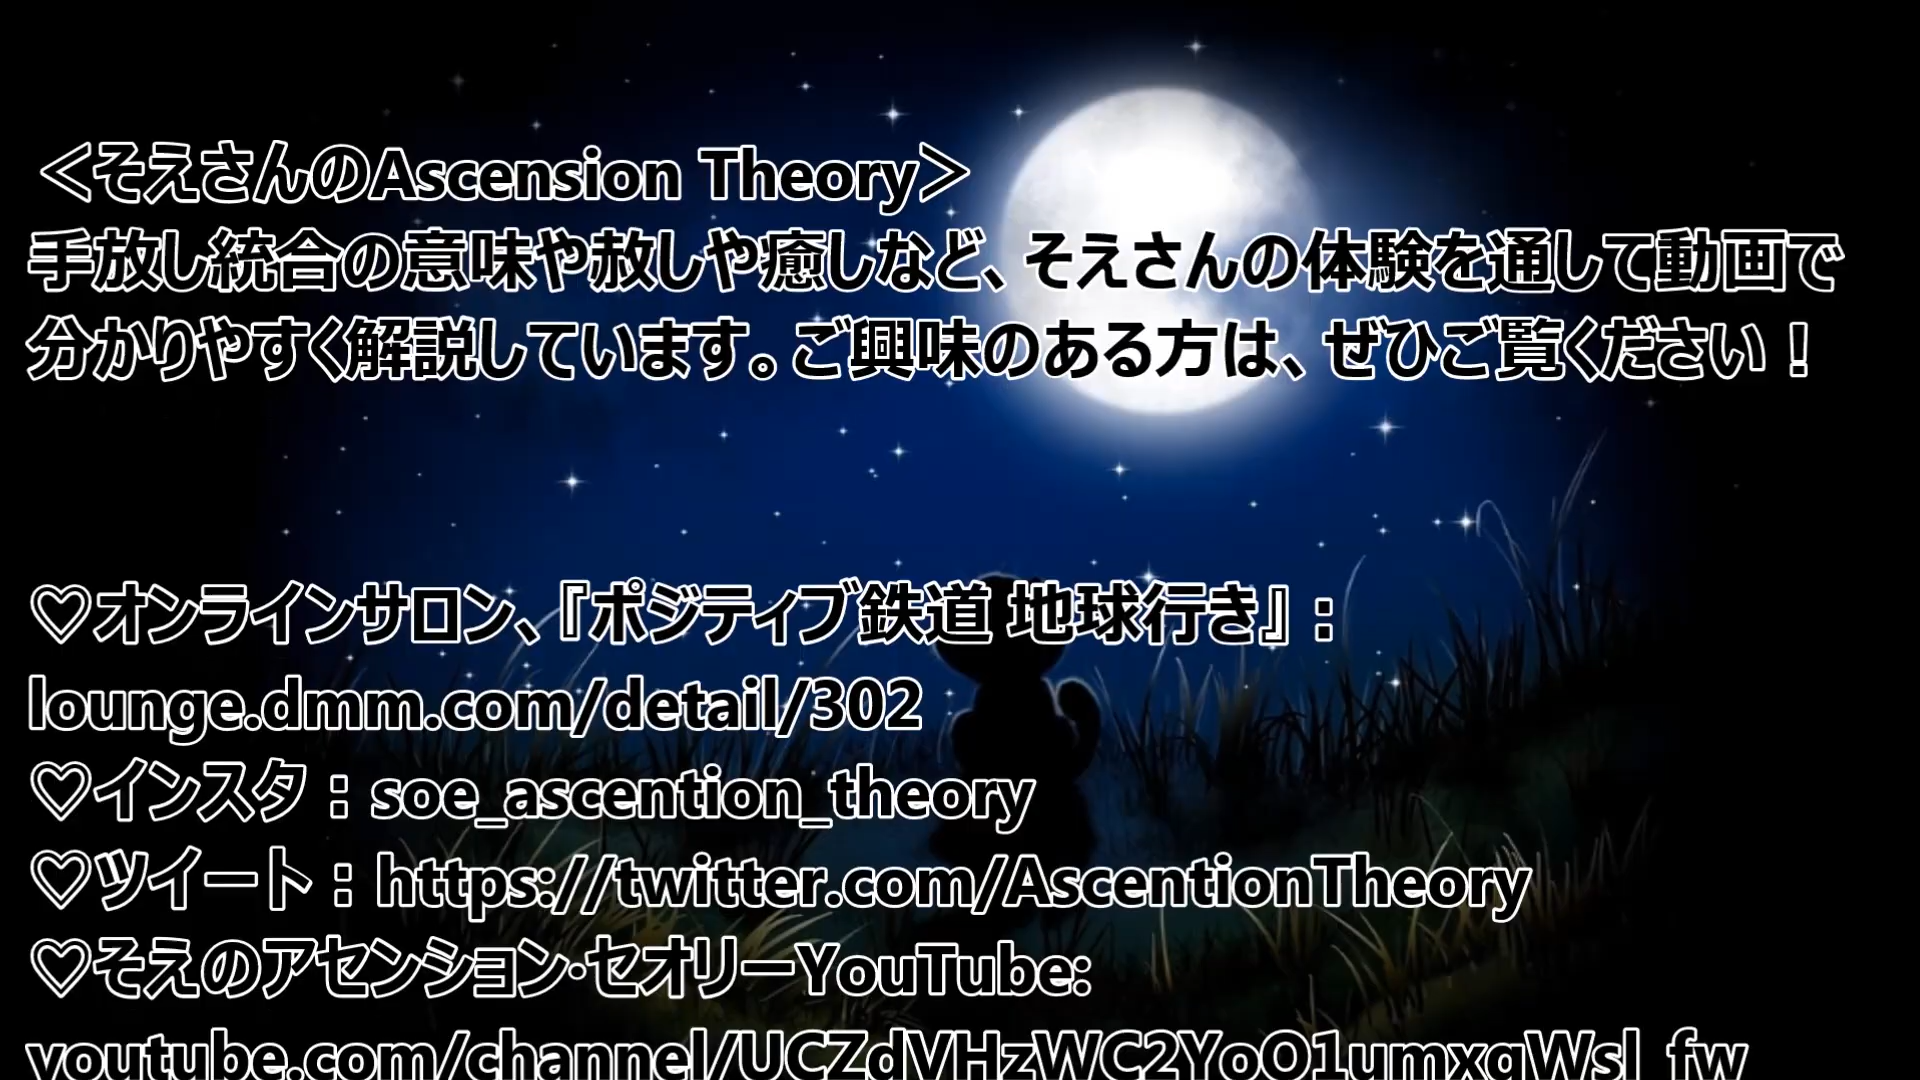 ＜そえさんのAscension Theory＞
手放し統合の意味や赦しや癒しなど、そえさんの体験を通して動画で
分かりやすく解説しています。ご興味のある方は、ぜひご覧ください！
♡オンラインサロン、『ポジティブ鉄道 地球行き』：
lounge.dmm.com/detail/302
♡インスタ：soe_ascention_theory
♡ツイート：https://twitter.com/AscentionTheory
♡そえのアセンション･セオリーYouTube:
youtube.com/channel/UCZdVHzWC2YoO1umxqWsl_fw